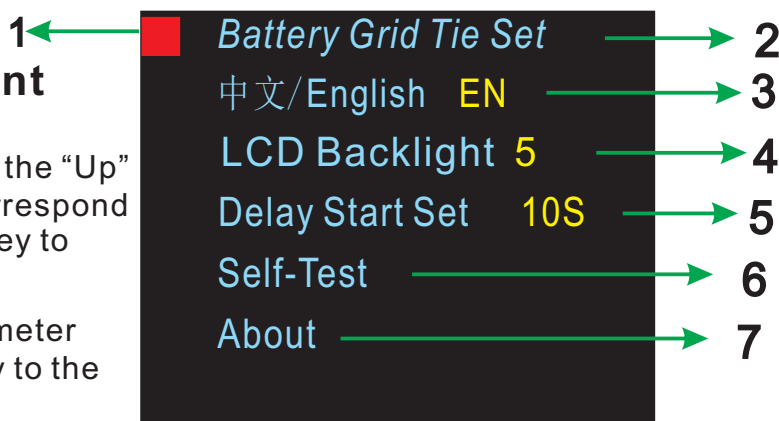 1
Battery Grid Tie Set 2
nt
中文/English EN 3
LCD Backlight 5 4
the “Up”
rrespond
Delay Start Set 10S 5
ey to
Self-Test 6
meter
About 7
y to the